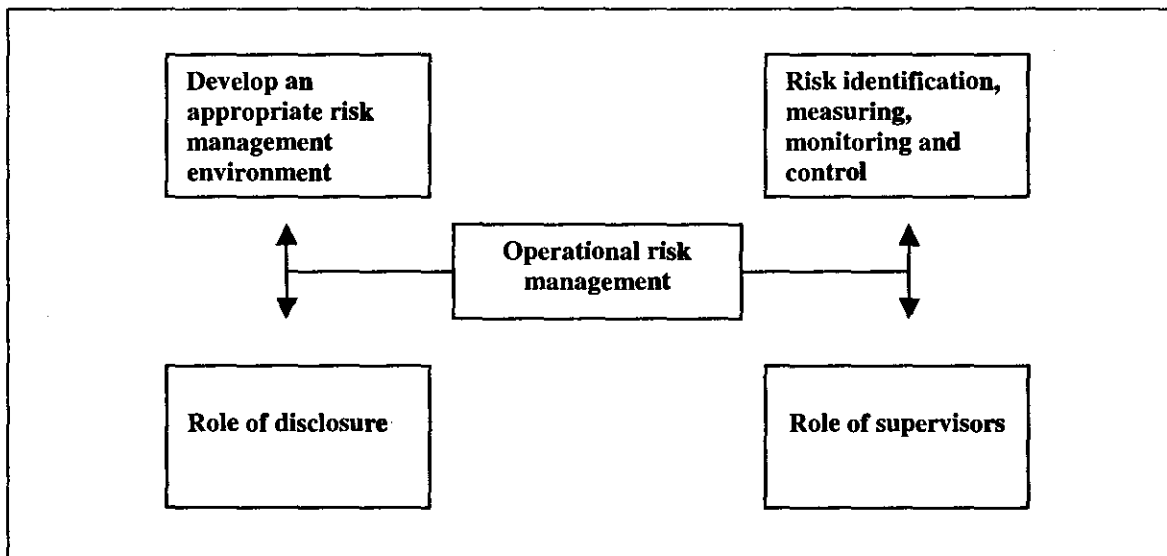 Develop an
appropriate risk
management
environment
Risk identification,
measuring,
monitoring and
control
Operational risk
management
Role of disclosure
Role of supervisors